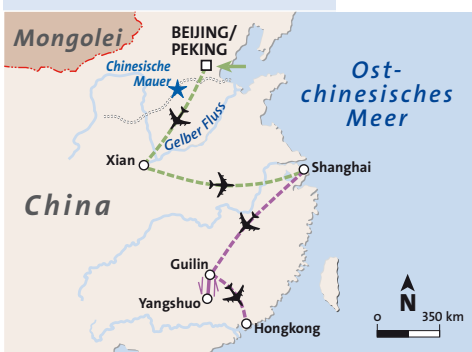 Mongolei
BEIJING/
PEKING
Chinesische
Mauer
Ost-
chinesisches
Meer
Gelber Fluss
Xian
Shanghai
China
Guilin
Yangshuo
Hongkong
N
0 350 km